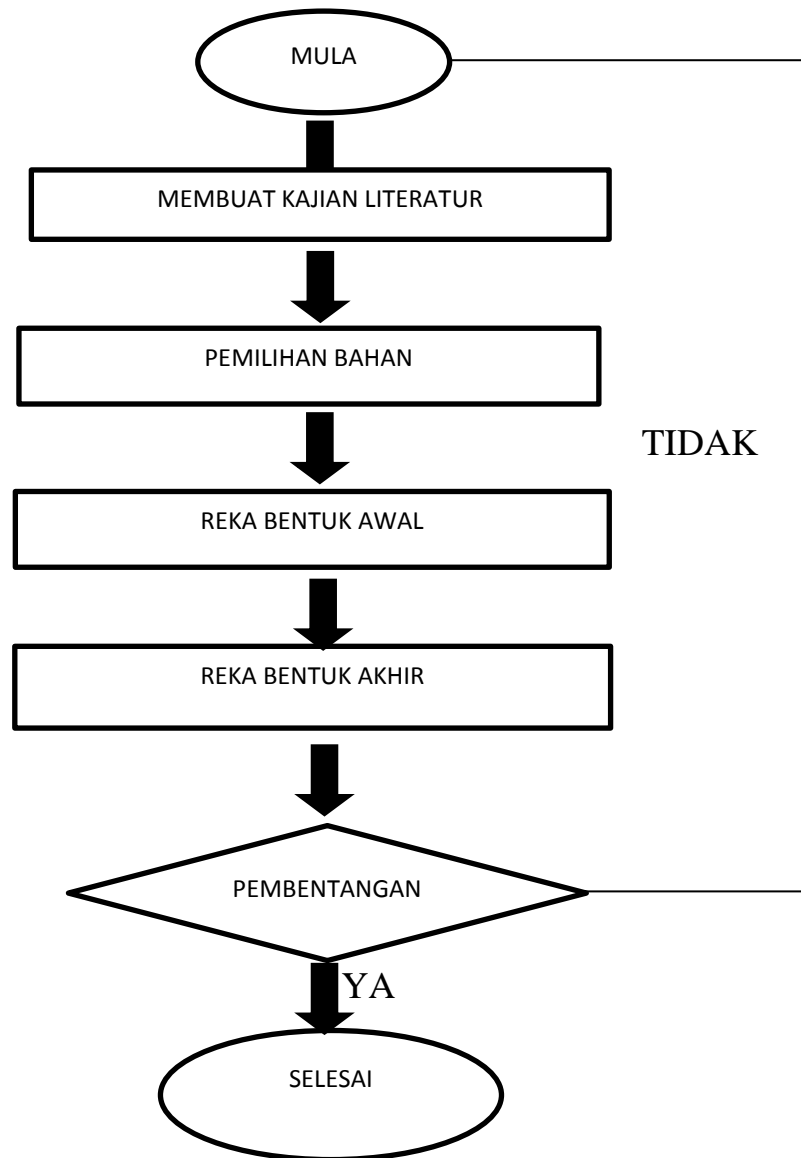 MULA
MEMBUAT KAJIAN LITERATUR
PEMILIHAN BAHAN
TIDAK
REKA BENTUK AWAL
REKA BENTUK AKHIR
PEMBENTANGAN
YA
SELESAI